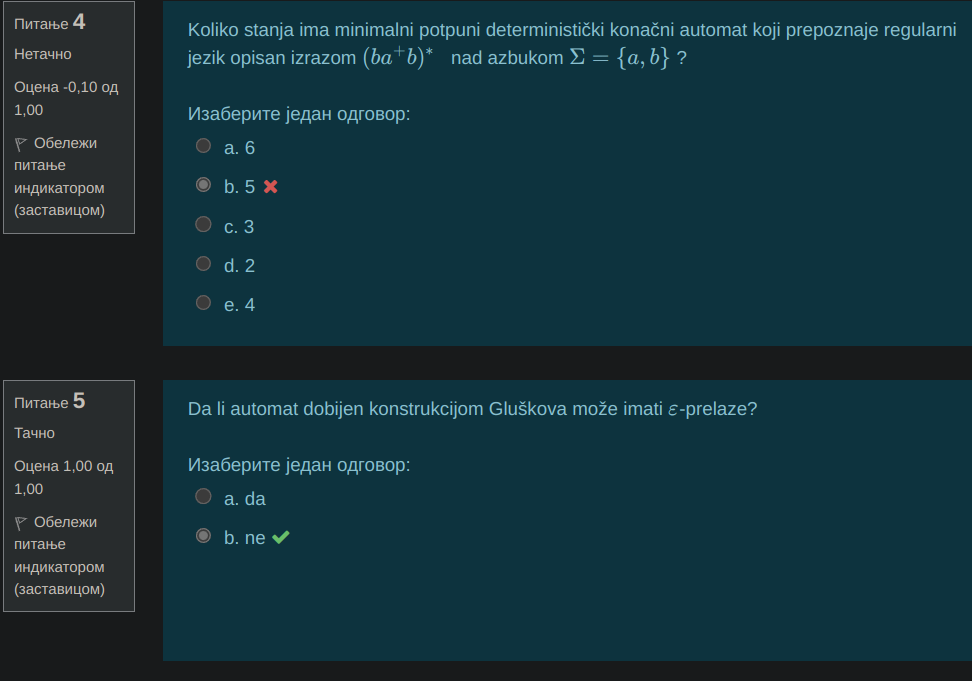 Питање 4
Нетачно
Оцена -0,10 од
1,00
Обележи
питање
индикатором
(заставицом)
Koliko stanja ima minimalni potpuni deterministički konačni automat koji prepoznaje regularni
jezik opisan izrazom (ba⁺b)* nad azbukom Σ = {a, b} ?
Изаберите један одговор:
a. 6
b. 5
c. 3
d. 2
e. 4
Питање 5
Тачно
Оцена 1,00 од
1,00
Обележи
питање
индикатором
(заставицом)
Da li automat dobijen konstrukcijom Gluškova može imati ε-prelaze?
Изаберите један одговор:
a. da
b. ne